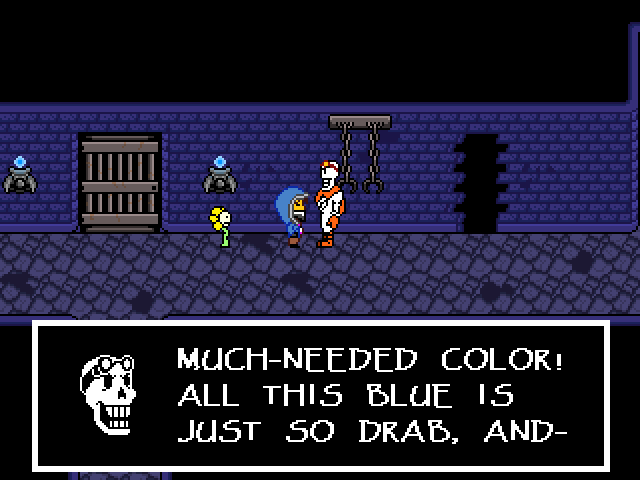 MUCH-NEEDED COLOR!
ALL THIS BLUE IS
JUST SO DRAB, AND-